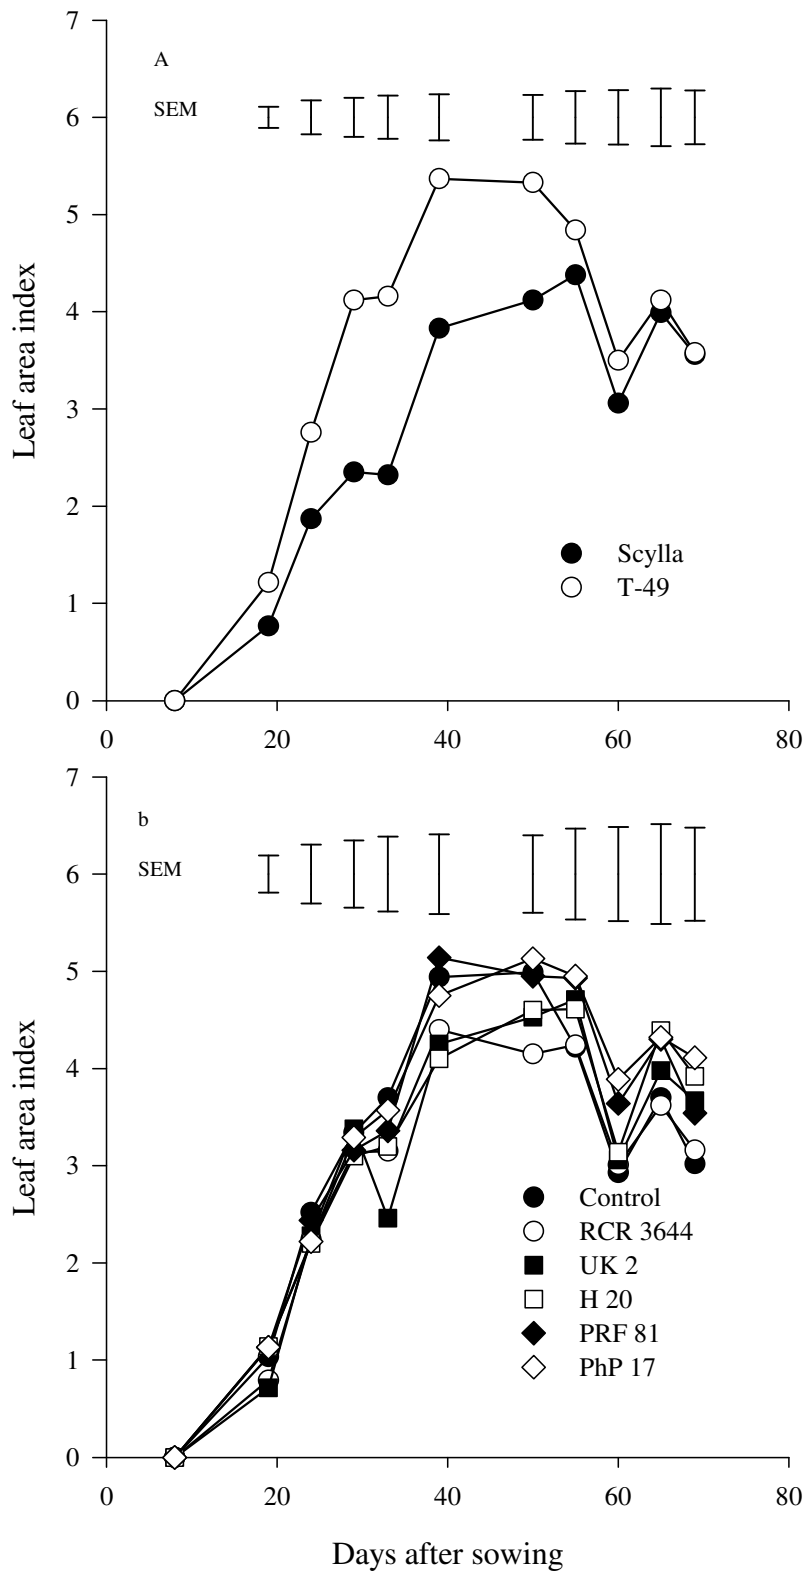 7
A
SEM
6
5
4
3
2
1
0
Leaf area index
Scylla
T-49
0 20 40 60 80
7
b
SEM
6
5
4
3
2
1
0
Leaf area index
Control
RCR 3644
UK 2
H 20
PRF 81
PhP 17
0 20 40 60 80
Days after sowing